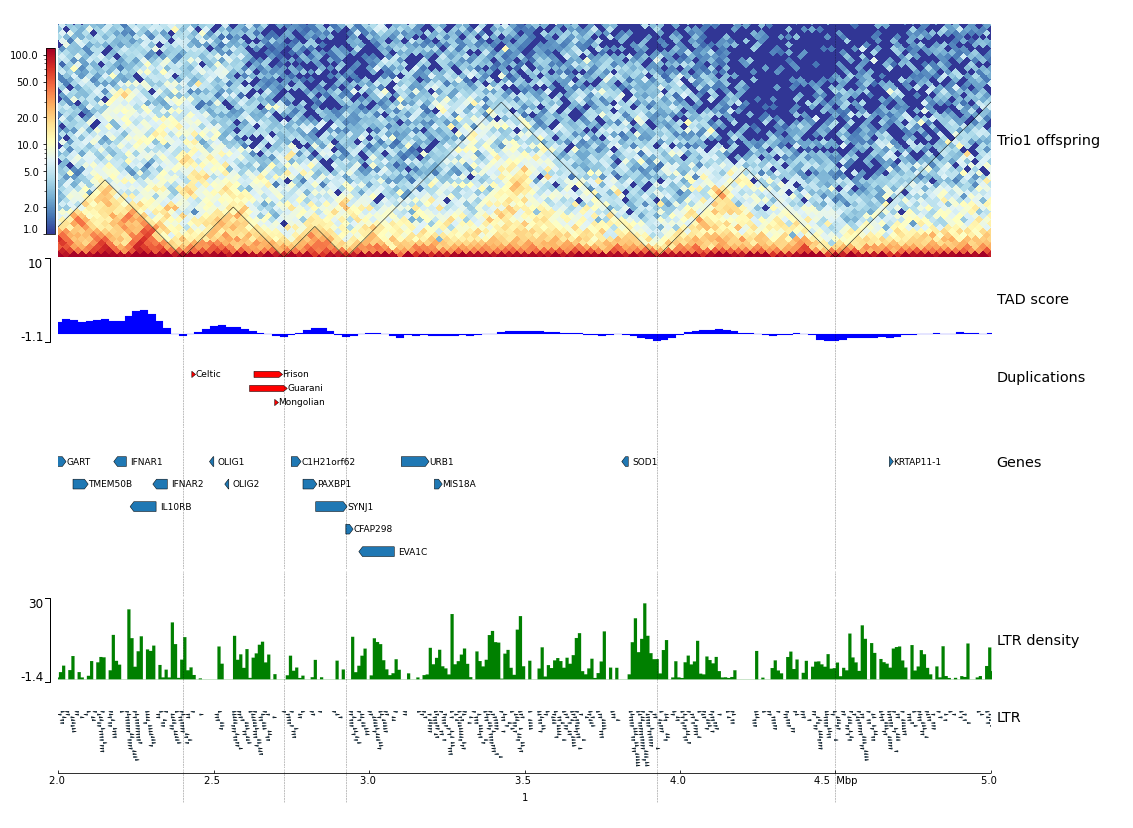 100.0
50.0
20.0
10.0
5.0
2.0
1.0
Trio1 offspring
10
-1.1
TAD score
Celtic
Frison
Guarani
Mongolian
Duplications
GART IFNAR1 OLIG1 C1H21orf62 URB1 SOD1 KRTAP11-1
Genes
TMEM50B IFNAR2 OLIG2 PAXBP1 MIS18A
IL10RB SYNJ1
CFAP298
EVA1C
30
-1.4
LTR density
LTR
2.0 2.5 3.0 3.5 4.0 4.5 Mbp 5.0
1